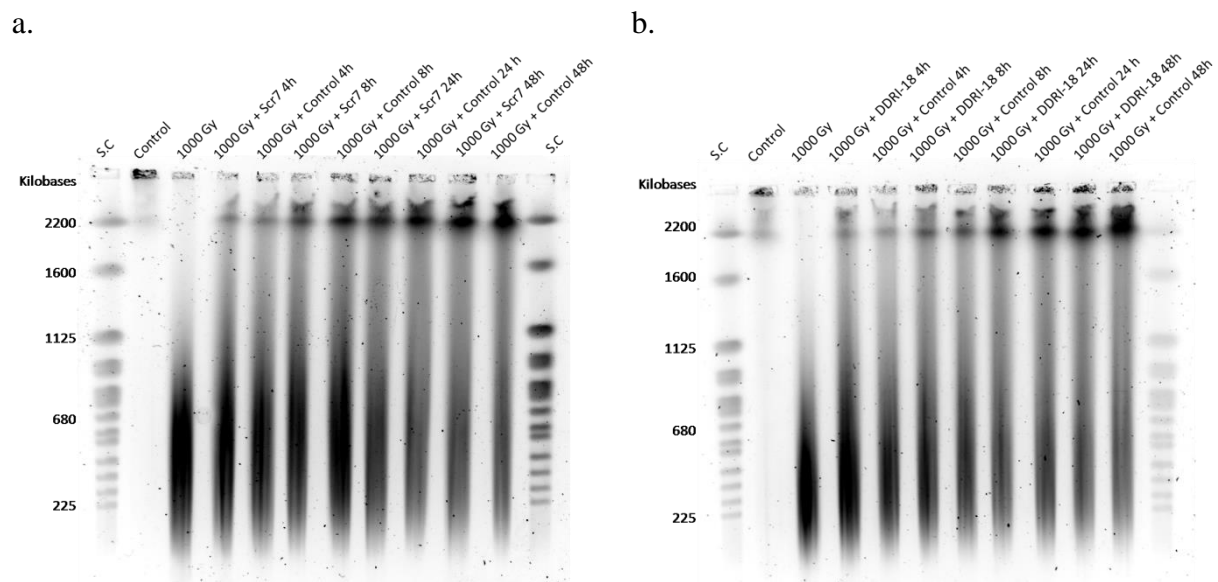 a.
S.C
Control
1000 Gy
1000 Gy + Scr7 4h
1000 Gy + Control 4h
1000 Gy + Scr7 8h
1000 Gy + Control 8h
1000 Gy + Scr7 24h
1000 Gy + Control 24 h
1000 Gy + Scr7 48h
1000 Gy + Control 48h
S.C
Kilobases
2200
1600
1125
680
225
b.
S.C
Control
1000 Gy
1000 Gy + DDRI-18 4h
1000 Gy + Control 4h
1000 Gy + DDRI-18 8h
1000 Gy + Control 8h
1000 Gy + DDRI-18 24h
1000 Gy + Control 24 h
1000 Gy + DDRI-18 48h
1000 Gy + Control 48h
Kilobases
2200
1600
1125
680
225